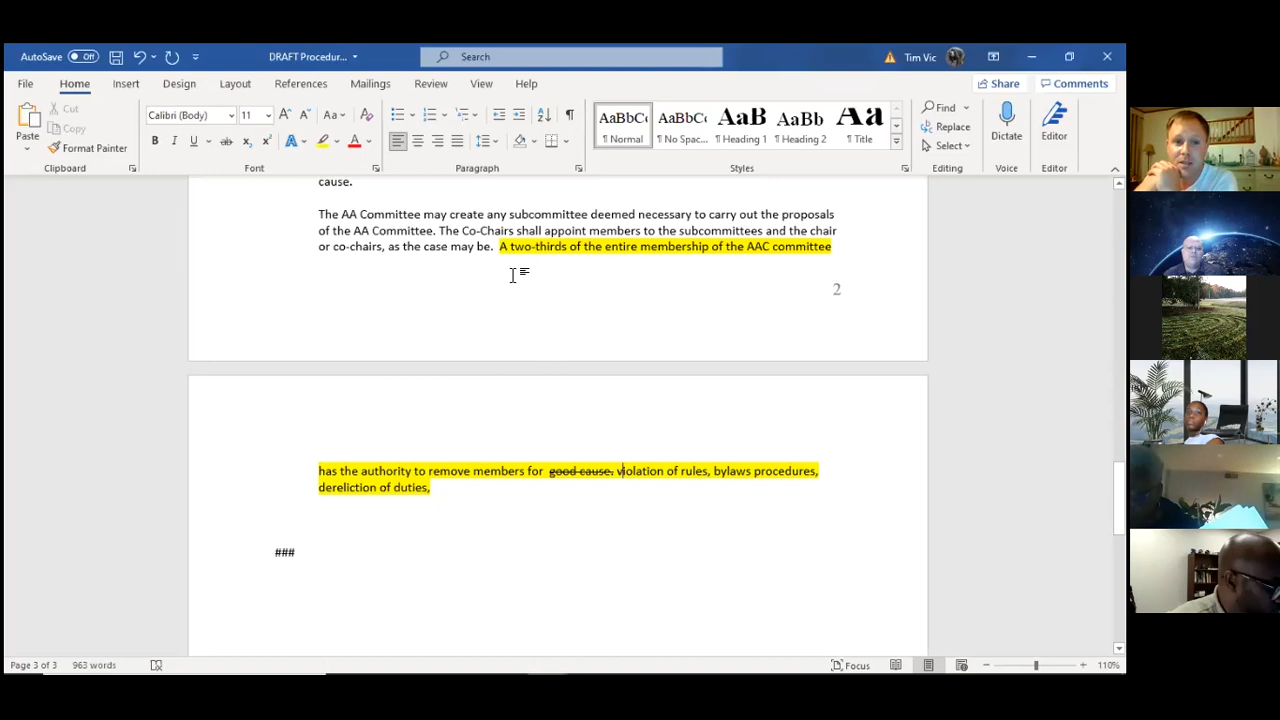 AutoSave Off DRAFT Procedur... Search Tim Vic
File Home Insert Design Layout References Mailings Review View Help Share Comments
Paste Cut Copy Format Painter
Calibri (Body) 11 Aa
B I U ab x₂ x² A A
AaBbCc AaBbCc AaB AaBb Aa
¶ Normal ¶ No Spac... ¶ Heading 1 ¶ Heading 2 ¶ Title
Find Replace Select Dictate Editor
Clipboard Font Paragraph Styles Editing Voice Editor
cause.
The AA Committee may create any subcommittee deemed necessary to carry out the proposals
of the AA Committee. The Co-Chairs shall appoint members to the subcommittees and the chair
or co-chairs, as the case may be. A two-thirds of the entire membership of the AAC committee
2
has the authority to remove members for good cause. violation of rules, bylaws procedures,
dereliction of duties,
###
Page 3 of 3 963 words Focus 110%